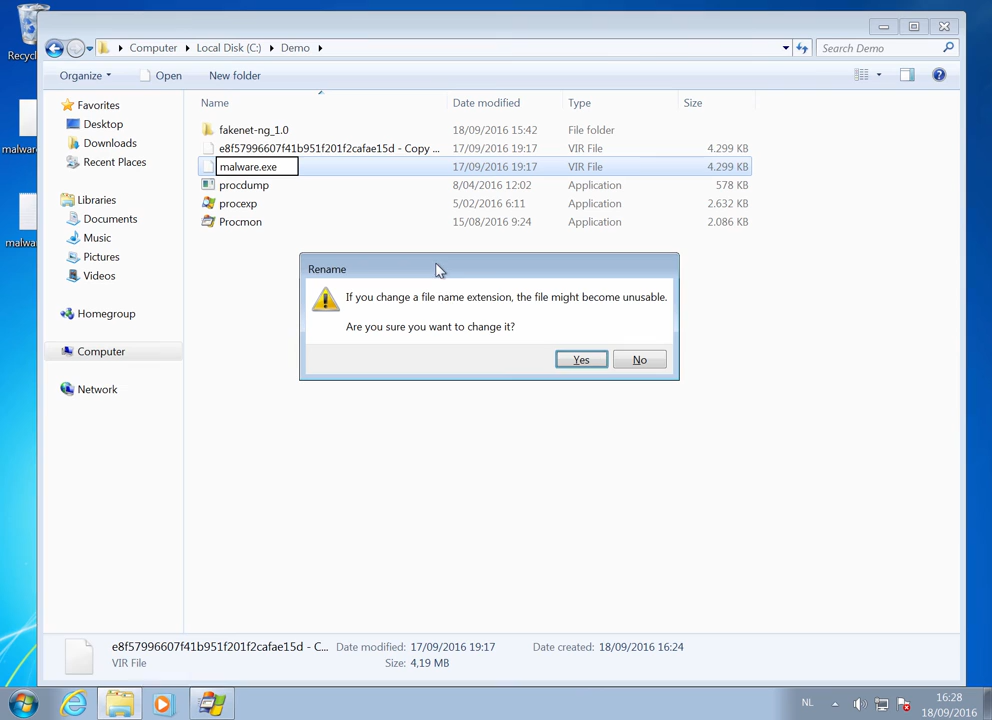 Recycl
malwar
malwar
Computer
Local Disk (C:)
Demo
Search Demo
Organize
Open
New folder
Name
Date modified
Type
Size
Favorites
Desktop
Downloads
Recent Places
Libraries
Documents
Music
Pictures
Videos
Homegroup
Computer
Network
fakenet-ng_1.0 18/09/2016 15:42 File folder
e8f57996607f41b951f201f2cafae15d - Copy ... 17/09/2016 19:17 VIR File 4.299 KB
malware.exe 17/09/2016 19:17 VIR File 4.299 KB
procdump 8/04/2016 12:02 Application 578 KB
procexp 5/02/2016 6:11 Application 2.632 KB
Procmon 15/08/2016 9:24 Application 2.086 KB
Rename
If you change a file name extension, the file might become unusable.
Are you sure you want to change it?
Yes
No
e8f57996607f41b951f201f2cafae15d - C... Date modified: 17/09/2016 19:17 Date created: 18/09/2016 16:24
VIR File Size: 4,19 MB
NL
16:28
18/09/2016